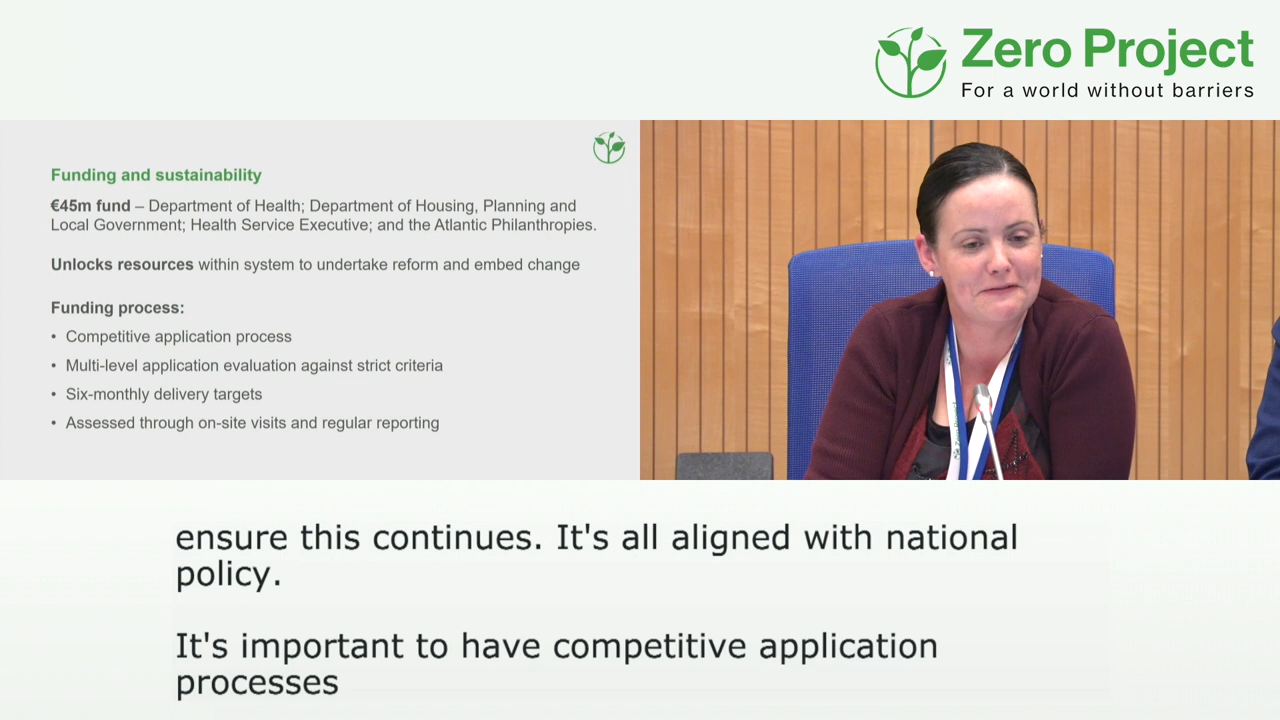 Zero Project
For a world without barriers
Funding and sustainability
€45m fund – Department of Health; Department of Housing, Planning and
Local Government; Health Service Executive; and the Atlantic Philanthropies.
Unlocks resources within system to undertake reform and embed change
Funding process:
• Competitive application process
• Multi-level application evaluation against strict criteria
• Six-monthly delivery targets
• Assessed through on-site visits and regular reporting
ensure this continues. It's all aligned with national
policy.
It's important to have competitive application
processes